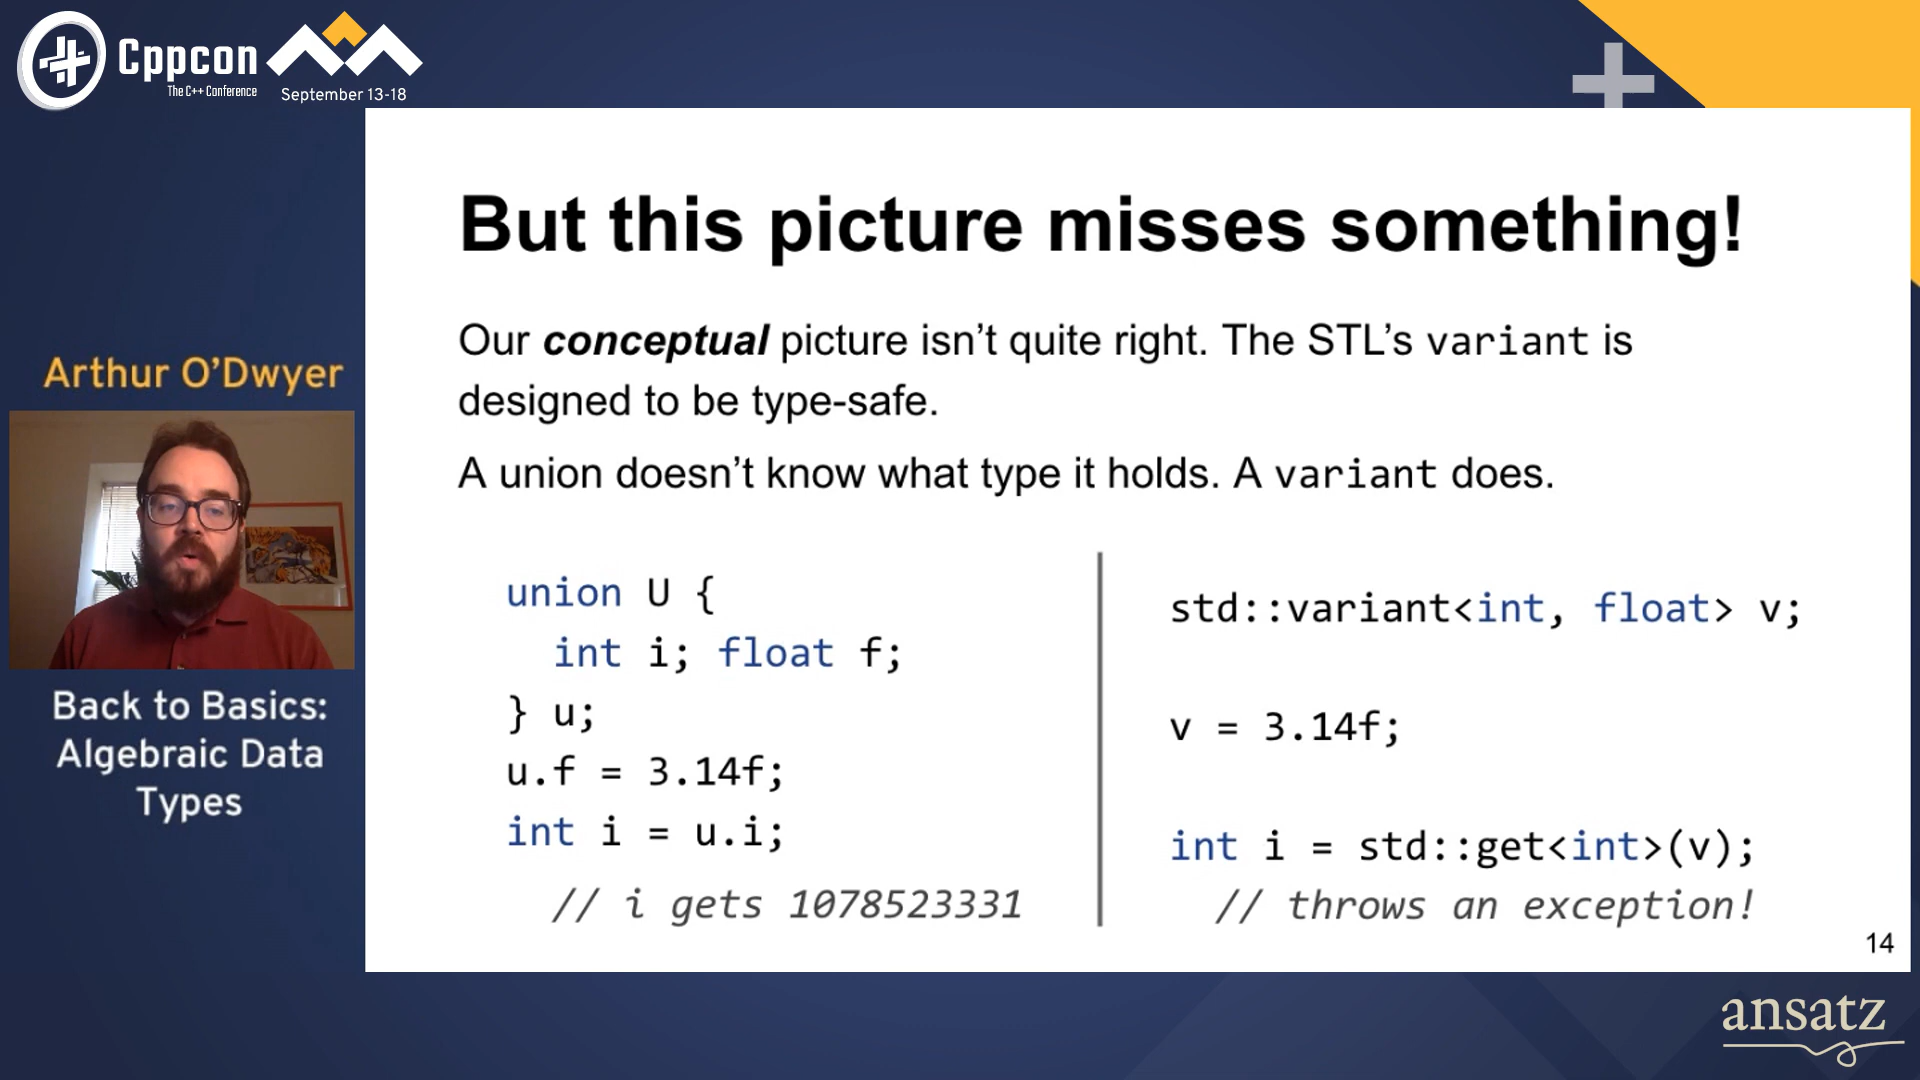 Cppcon
The C++ Conference
September 13-18
Arthur O’Dwyer
Back to Basics:
Algebraic Data
Types
But this picture misses something!
Our conceptual picture isn’t quite right. The STL’s variant is
designed to be type-safe.
A union doesn’t know what type it holds. A variant does.
union U {
int i; float f;
} u;
u.f = 3.14f;
int i = u.i;
// i gets 1078523331
std::variant<int, float> v;
v = 3.14f;
int i = std::get<int>(v);
// throws an exception!
14
ansatz